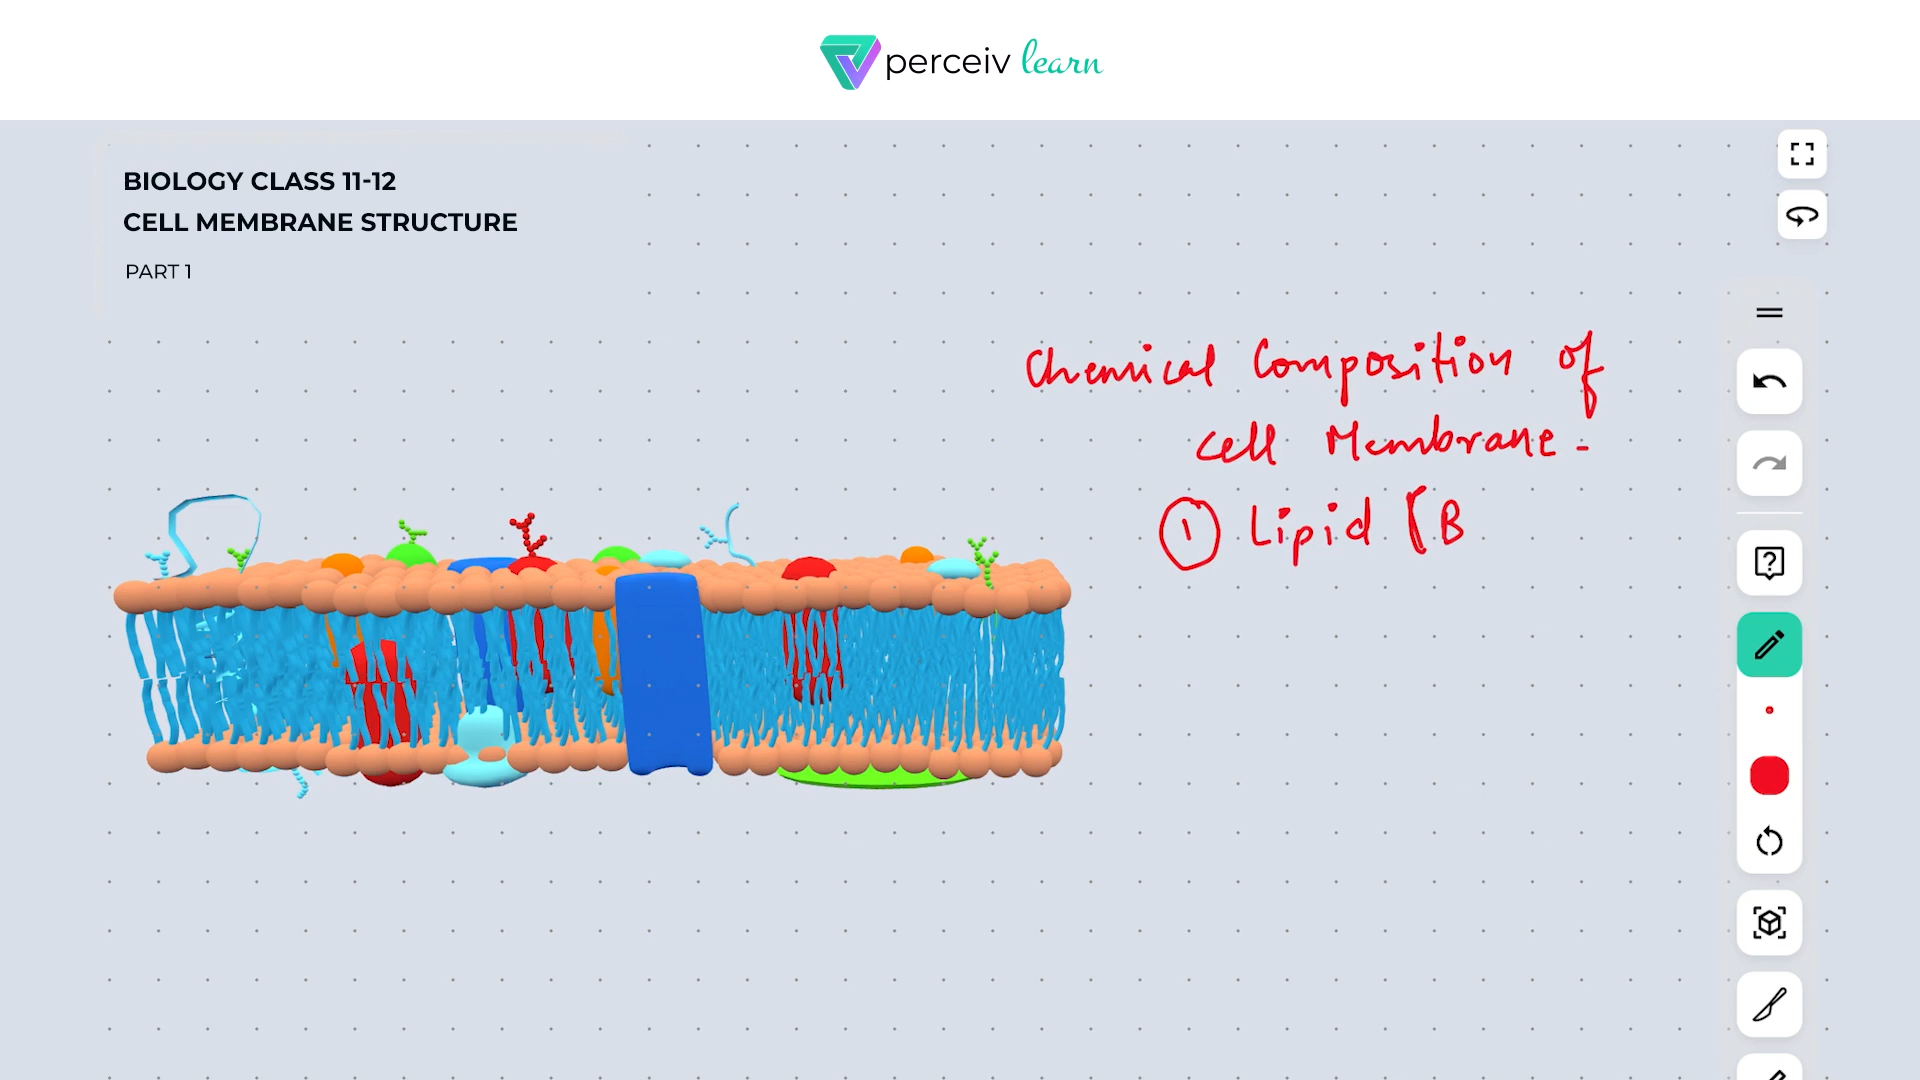 perceiv learn
BIOLOGY CLASS 11-12
CELL MEMBRANE STRUCTURE
PART 1
Chemical Composition of
Cell Membrane -
① Lipid [B